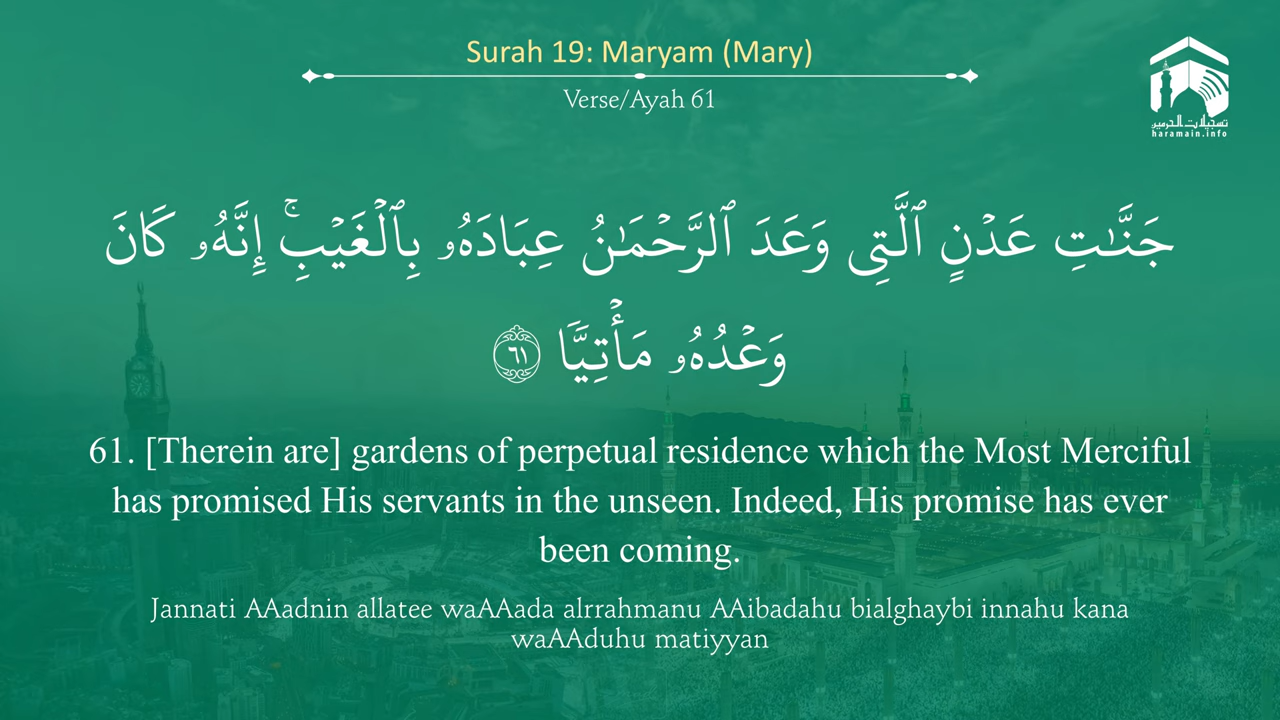 Surah 19: Maryam (Mary)
Verse/Ayah 61
تسجيلات الحرمين
haramain.info
جَنَّـٰتِ عَدْنٍ ٱلَّتِى وَعَدَ ٱلرَّحْمَـٰنُ عِبَادَهُۥ بِٱلْغَيْبِ ۚ إِنَّهُۥ كَانَ
وَعْدُهُۥ مَأْتِيًّا ٦١
61. [Therein are] gardens of perpetual residence which the Most Merciful
has promised His servants in the unseen. Indeed, His promise has ever
been coming.
Jannati AAadnin allatee waAAada alrrahmanu AAibadahu bialghaybi innahu kana
waAAduhu matiyyan